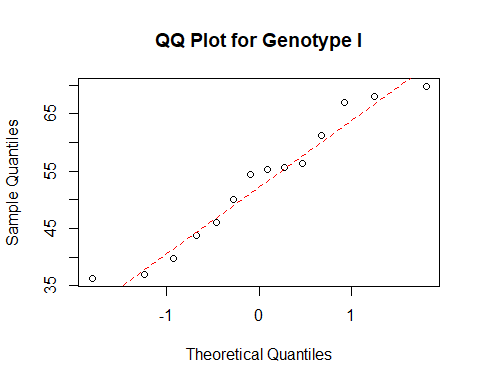 QQ Plot for Genotype I
Sample Quantiles
65
55
45
35
-1
0
1
Theoretical Quantiles